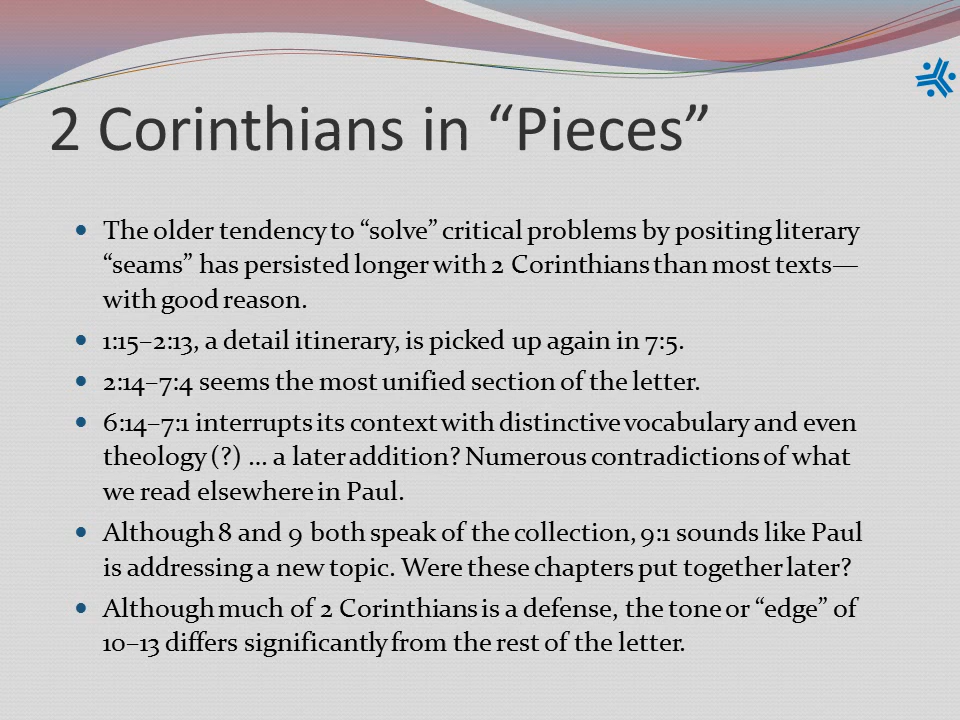 2 Corinthians in “Pieces”
The older tendency to “solve” critical problems by positing literary
“seams” has persisted longer with 2 Corinthians than most texts—
with good reason.
1:15–2:13, a detail itinerary, is picked up again in 7:5.
2:14–7:4 seems the most unified section of the letter.
6:14–7:1 interrupts its context with distinctive vocabulary and even
theology (?) … a later addition? Numerous contradictions of what
we read elsewhere in Paul.
Although 8 and 9 both speak of the collection, 9:1 sounds like Paul
is addressing a new topic. Were these chapters put together later?
Although much of 2 Corinthians is a defense, the tone or “edge” of
10–13 differs significantly from the rest of the letter.